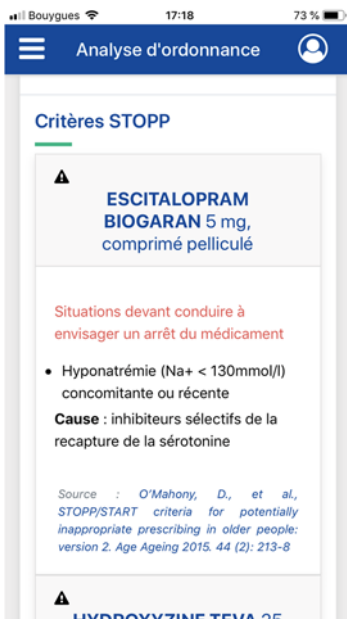 Bouygues 17:18 73 %
Analyse d'ordonnance
Critères STOPP
ESCITALOPRAM
BIOGARAN 5 mg,
comprimé pelliculé
Situations devant conduire à
envisager un arrêt du médicament
• Hyponatrémie (Na+ < 130mmol/l)
concomitante ou récente
Cause : inhibiteurs sélectifs de la
recapture de la sérotonine
Source : O'Mahony, D., et al.,
STOPP/START criteria for potentially
inappropriate prescribing in older people:
version 2. Age Ageing 2015. 44 (2): 213-8
HYDROXYZINE TEVA 25